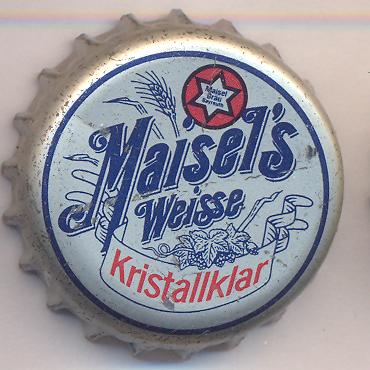 Maisel
Bräu
Bayreuth
Maisel's
Weisse
Kristallklar